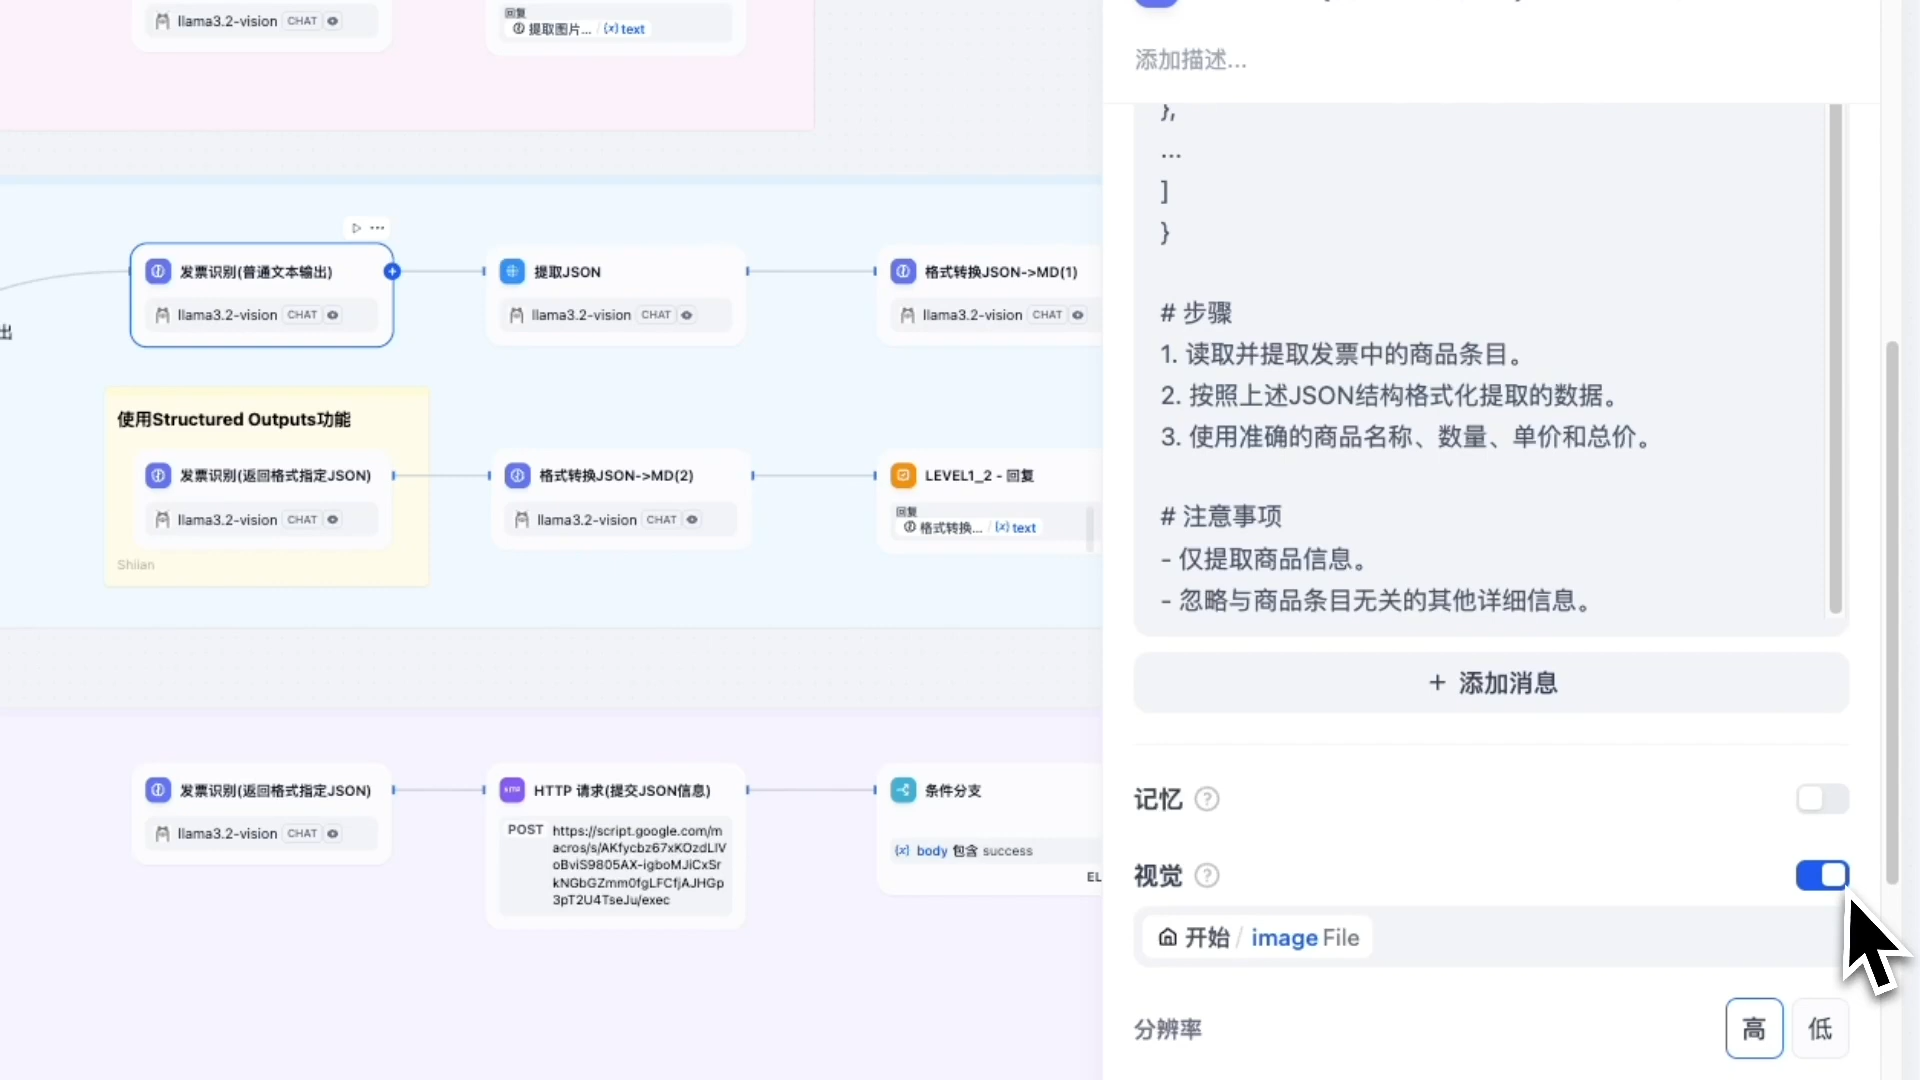 llama3.2-vision CHAT
回复
提取图片... / {x} text
添加描述...
},
...
]
}
# 步骤
1. 读取并提取发票中的商品条目。
2. 按照上述JSON结构格式化提取的数据。
3. 使用准确的商品名称、数量、单价和总价。
# 注意事项
- 仅提取商品信息。
- 忽略与商品条目无关的其他详细信息。
+ 添加消息
记忆
视觉
开始 / image File
分辨率
高 低
出
发票识别(普通文本输出)
llama3.2-vision CHAT
提取JSON
llama3.2-vision CHAT
格式转换JSON->MD(1)
llama3.2-vision CHAT
使用Structured Outputs功能
发票识别(返回格式指定JSON)
llama3.2-vision CHAT
Shiian
格式转换JSON->MD(2)
llama3.2-vision CHAT
LEVEL1_2 - 回复
回复
格式转换... / {x} text
发票识别(返回格式指定JSON)
llama3.2-vision CHAT
HTTP 请求(提交JSON信息)
POST https://script.google.com/m
acros/s/AKfycbz67xKOzdLIV
oBviS9805AX-igboMJiCxSr
kNGbGZmm0fgLFCfjAJHGp
3pT2U4TseJu/exec
条件分支
{x} body 包含 success
EL